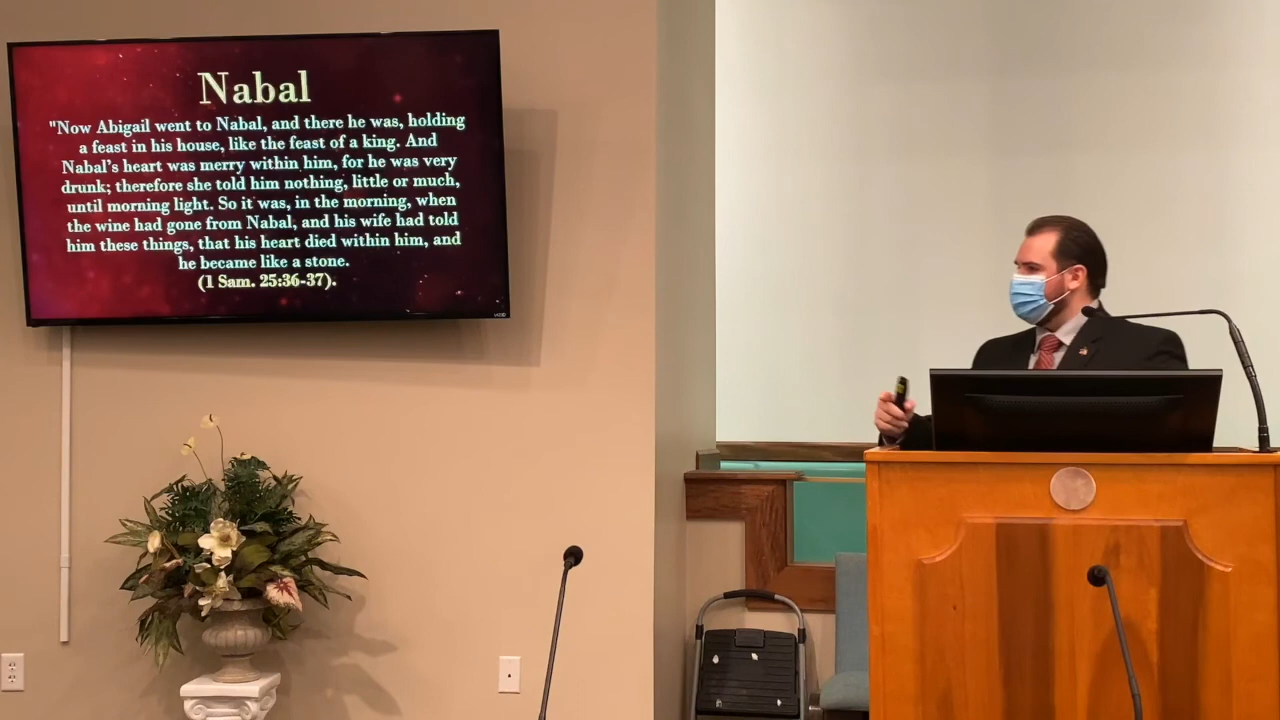 Nabal
"Now Abigail went to Nabal, and there he was, holding
a feast in his house, like the feast of a king. And
Nabal's heart was merry within him, for he was very
drunk; therefore she told him nothing, little or much,
until morning light. So it was, in the morning, when
the wine had gone from Nabal, and his wife had told
him these things, that his heart died within him, and
he became like a stone.
(1 Sam. 25:36-37).
VIZIO